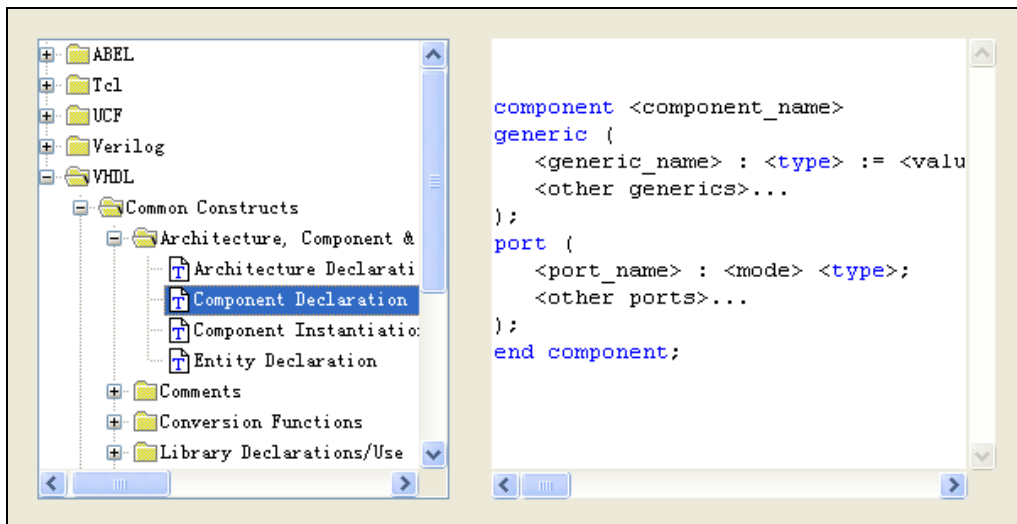 ABEL
Tcl
UCF
Verilog
VHDL
Common Constructs
Architecture, Component &
Architecture Declarati
Component Declaration
Component Instantiatio
Entity Declaration
Comments
Conversion Functions
Library Declarations/Use
component <component_name>
generic (
<generic_name> : <type> := <valu
<other generics>...
);
port (
<port_name> : <mode> <type>;
<other ports>...
);
end component;